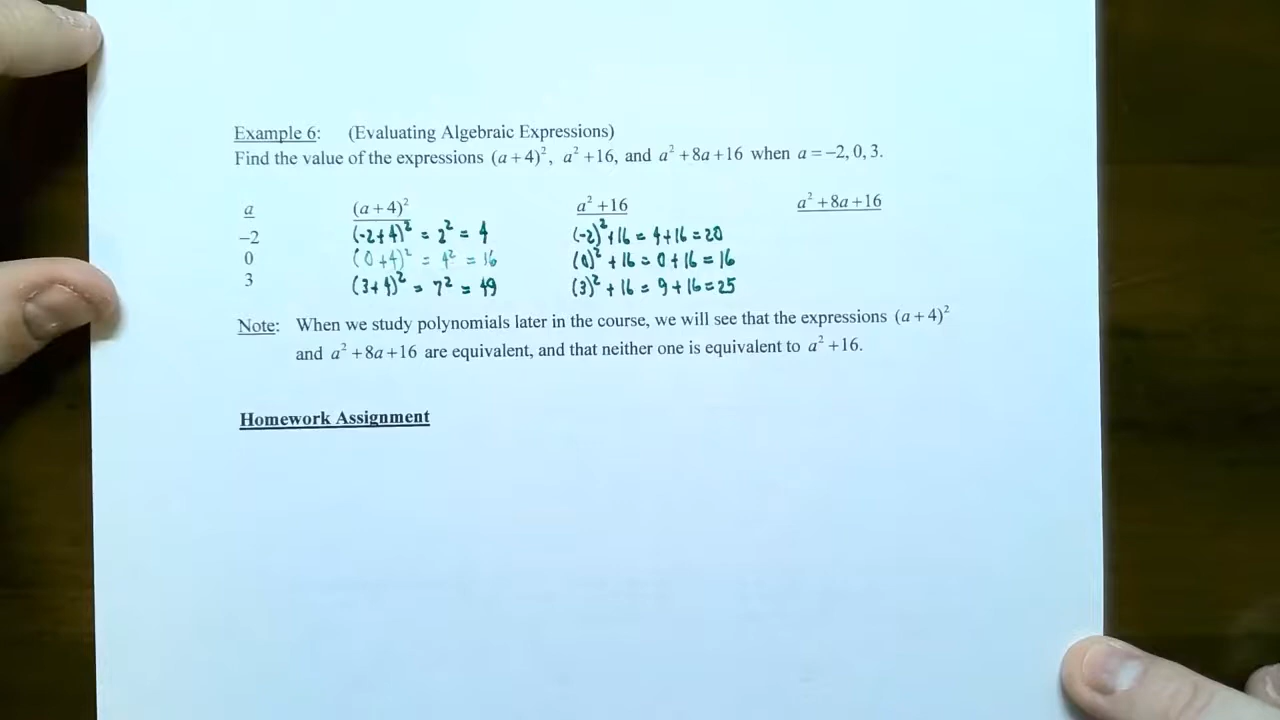 Example 6: (Evaluating Algebraic Expressions)
Find the value of the expressions (a+4)², a²+16, and a²+8a+16 when a=−2, 0, 3.
a (a+4)² a²+16 a²+8a+16
−2 (-2+4)² = 2² = 4 (-2)²+16 = 4+16 = 20
0 (0+4)² = 4² = 16 (0)²+16 = 0+16 = 16
3 (3+4)² = 7² = 49 (3)²+16 = 9+16 = 25
Note: When we study polynomials later in the course, we will see that the expressions (a+4)²
and a²+8a+16 are equivalent, and that neither one is equivalent to a²+16.
Homework Assignment